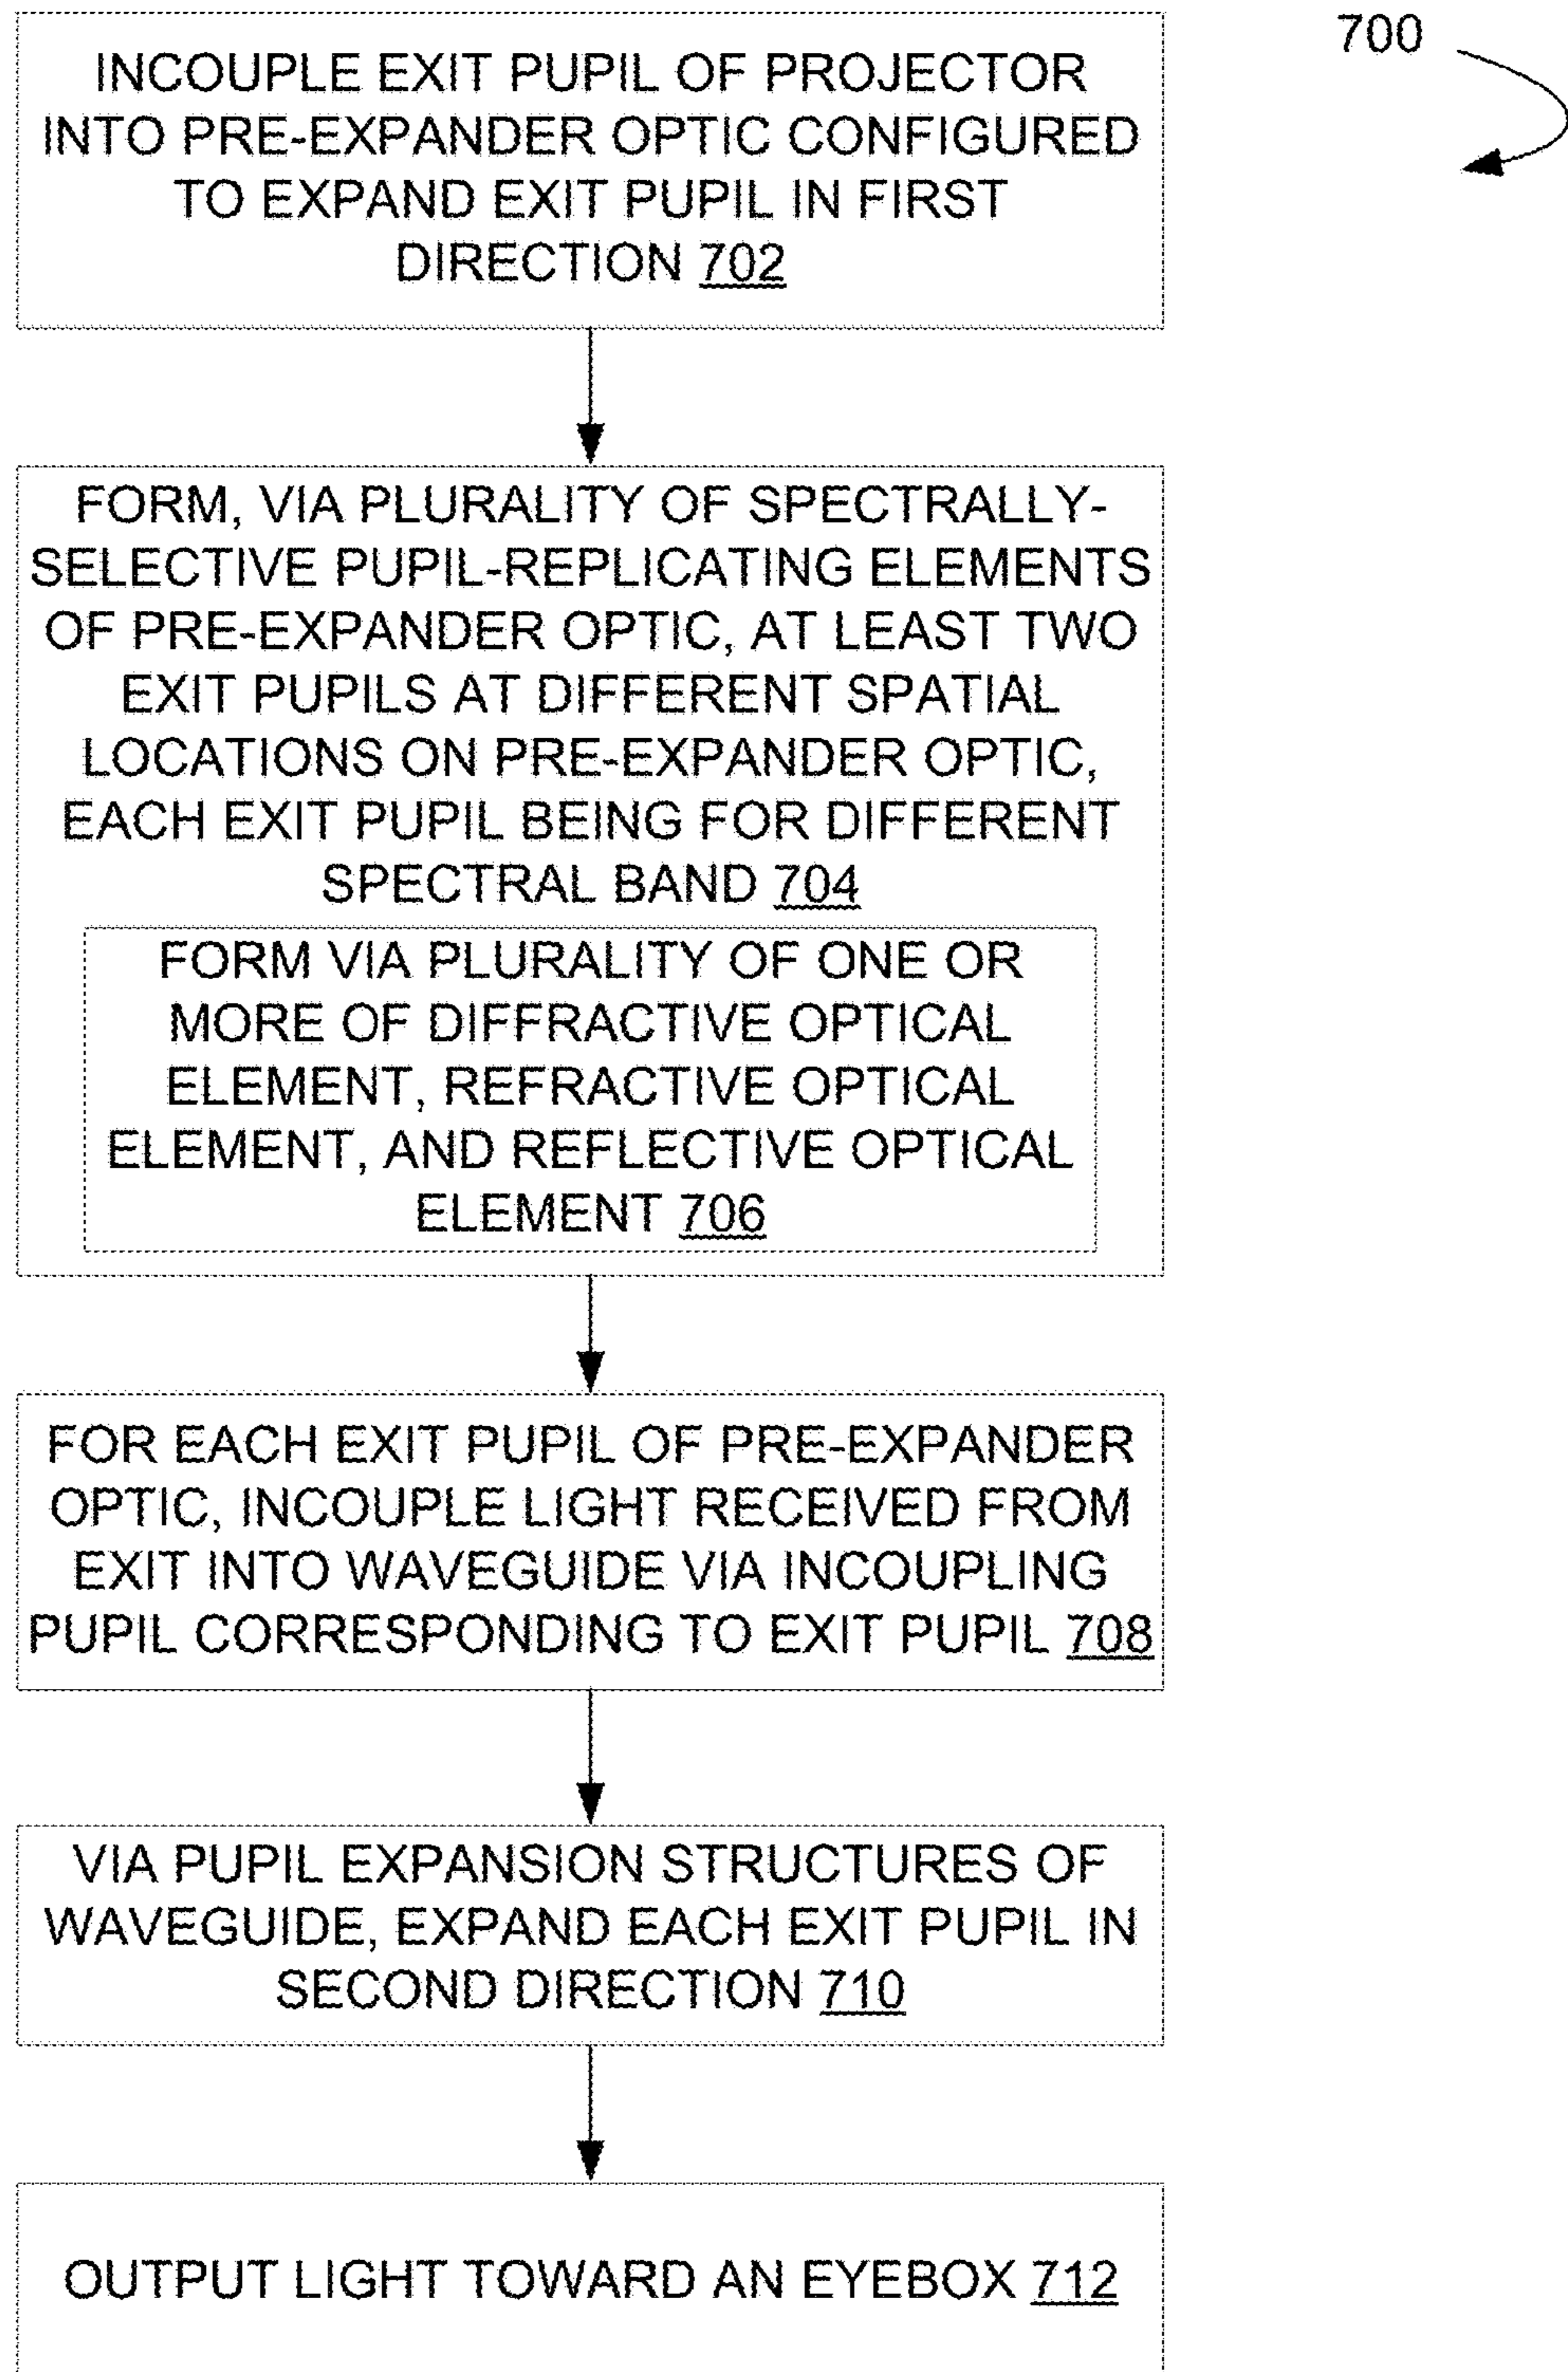 700
INCOUPLE EXIT PUPIL OF PROJECTOR
INTO PRE-EXPANDER OPTIC CONFIGURED
TO EXPAND EXIT PUPIL IN FIRST
DIRECTION 702
FORM, VIA PLURALITY OF SPECTRALLY-
SELECTIVE PUPIL-REPLICATING ELEMENTS
OF PRE-EXPANDER OPTIC, AT LEAST TWO
EXIT PUPILS AT DIFFERENT SPATIAL
LOCATIONS ON PRE-EXPANDER OPTIC,
EACH EXIT PUPIL BEING FOR DIFFERENT
SPECTRAL BAND 704
FORM VIA PLURALITY OF ONE OR
MORE OF DIFFRACTIVE OPTICAL
ELEMENT, REFRACTIVE OPTICAL
ELEMENT, AND REFLECTIVE OPTICAL
ELEMENT 706
FOR EACH EXIT PUPIL OF PRE-EXPANDER
OPTIC, INCOUPLE LIGHT RECEIVED FROM
EXIT INTO WAVEGUIDE VIA INCOUPLING
PUPIL CORRESPONDING TO EXIT PUPIL 708
VIA PUPIL EXPANSION STRUCTURES OF
WAVEGUIDE, EXPAND EACH EXIT PUPIL IN
SECOND DIRECTION 710
OUTPUT LIGHT TOWARD AN EYEBOX 712